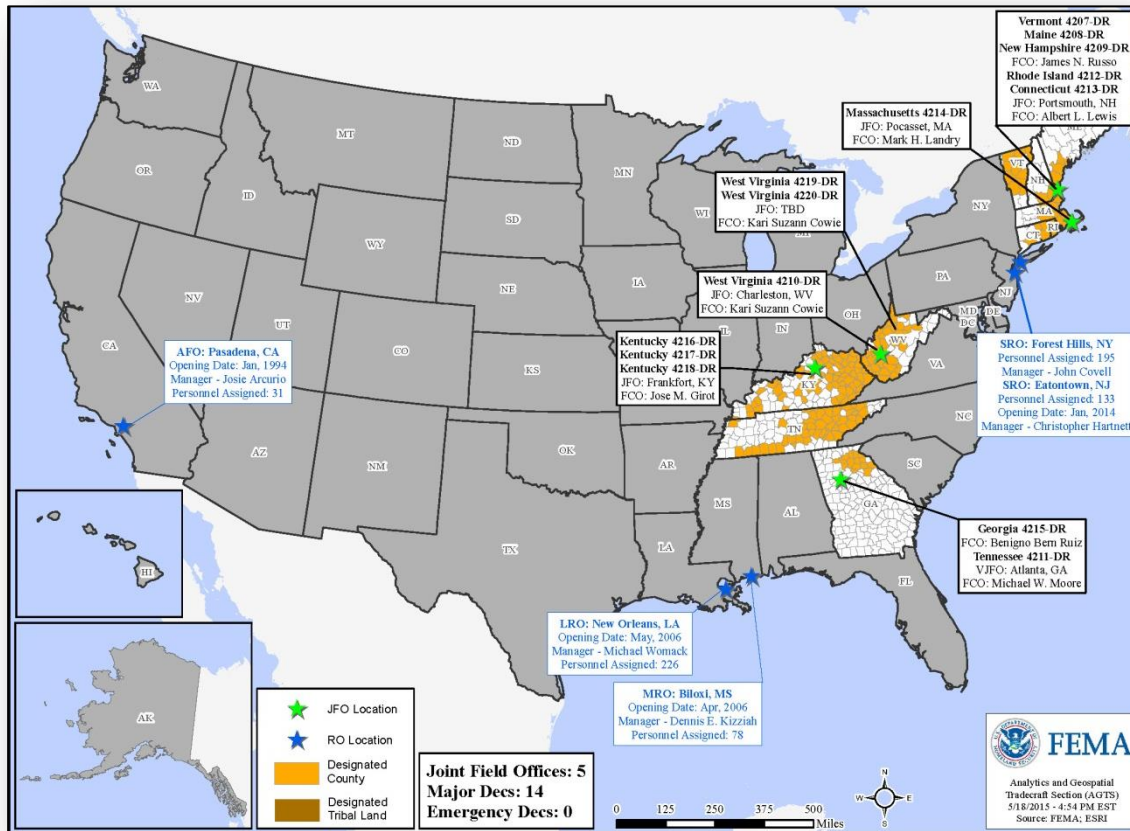 Vermont 4207-DR
Maine 4208-DR
New Hampshire 4209-DR
FCO: James N. Russo
Rhode Island 4212-DR
Connecticut 4213-DR
JFO: Portsmouth, NH
FCO: Albert L. Lewis
Massachusetts 4214-DR
JFO: Pocasset, MA
FCO: Mark H. Landry
West Virginia 4219-DR
West Virginia 4220-DR
JFO: TBD
FCO: Kari Suzann Cowie
West Virginia 4210-DR
JFO: Charleston, WV
FCO: Kari Suzann Cowie
Kentucky 4216-DR
Kentucky 4217-DR
Kentucky 4218-DR
JFO: Frankfort, KY
FCO: Jose M. Girot
AFO: Pasadena, CA
Opening Date: Jan, 1994
Manager - Josie Arcurio
Personnel Assigned: 31
SRO: Forest Hills, NY
Personnel Assigned: 195
Manager - John Covell
SRO: Eatontown, NJ
Personnel Assigned: 133
Opening Date: Jan, 2014
Manager - Christopher Hartnett
Georgia 4215-DR
FCO: Benigno Bern Ruiz
Tennessee 4211-DR
VJFO: Atlanta, GA
FCO: Michael W. Moore
LRO: New Orleans, LA
Opening Date: May, 2006
Manager - Michael Womack
Personnel Assigned: 226
MRO: Biloxi, MS
Opening Date: Apr, 2006
Manager - Dennis E. Kizziah
Personnel Assigned: 78
WA
MT
ND
MN
OR
ID
SD
WI
MI
NY
VT
NH
ME
MA
RI
CT
WY
IA
NE
PA
NJ
NV
UT
CO
IL
IN
OH
MD
DE
DC
WV
VA
CA
KS
KY
NC
TN
AZ
NM
OK
AR
SC
MS
AL
GA
TX
LA
FL
HI
AK
JFO Location
RO Location
Designated
County
Designated
Tribal Land
Joint Field Offices: 5
Major Decs: 14
Emergency Decs: 0
N
W
E
S
0 125 250 375 500
Miles
U.S. DEPARTMENT OF
HOMELAND SECURITY
FEMA
Analytics and Geospatial
Tradecraft Section (AGTS)
5/18/2015 - 4:54 PM EST
Source: FEMA; ESRI